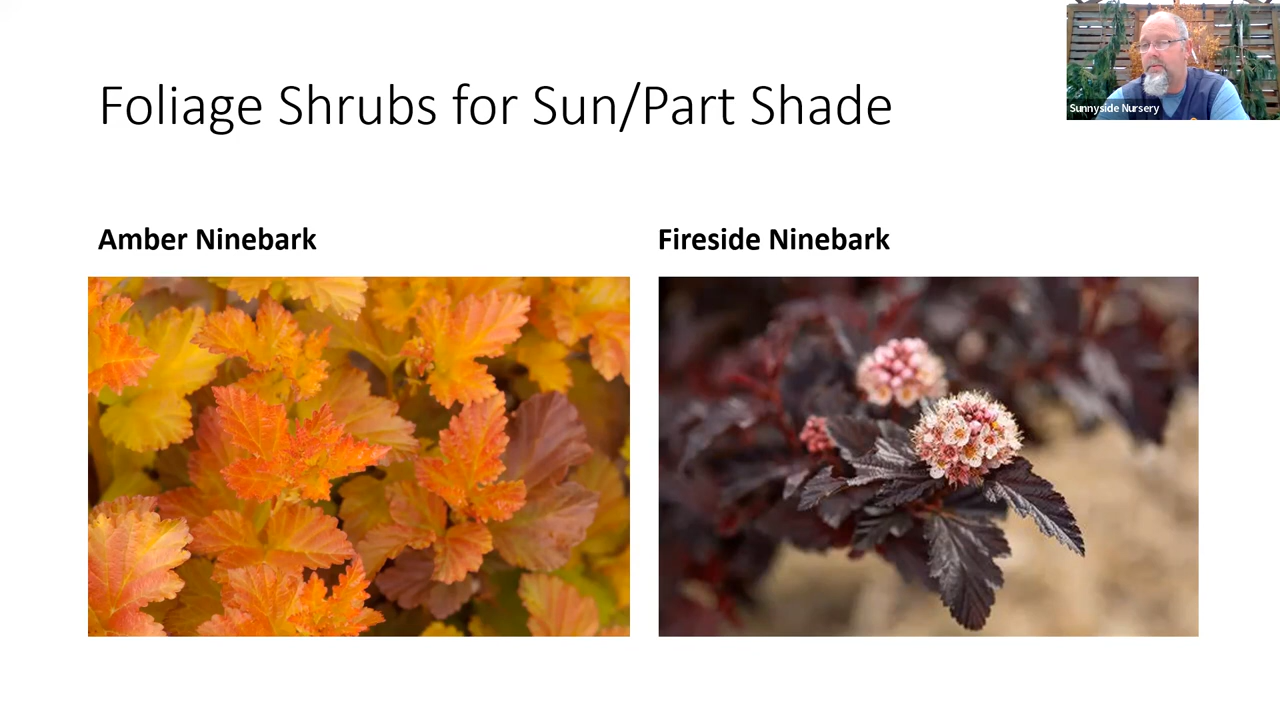 Foliage Shrubs for Sun/Part Shade
Sunnyside Nursery
Amber Ninebark
Fireside Ninebark